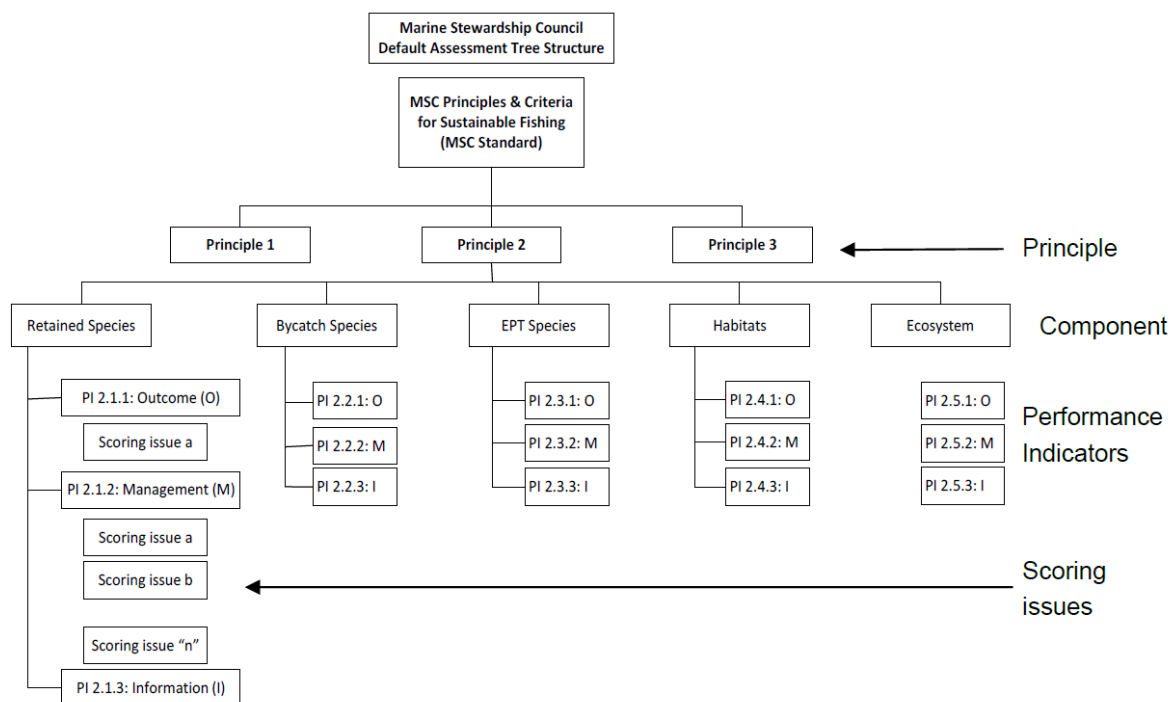 Marine Stewardship Council
Default Assessment Tree Structure
MSC Principles & Criteria
for Sustainable Fishing
(MSC Standard)
Principle 1
Principle 2
Principle 3
Principle
Retained Species
Bycatch Species
EPT Species
Habitats
Ecosystem
Component
PI 2.1.1: Outcome (O)
Scoring issue a
PI 2.1.2: Management (M)
Scoring issue a
Scoring issue b
Scoring issue “n”
PI 2.1.3: Information (I)
PI 2.2.1: O
PI 2.2.2: M
PI 2.2.3: I
PI 2.3.1: O
PI 2.3.2: M
PI 2.3.3: I
PI 2.4.1: O
PI 2.4.2: M
PI 2.4.3: I
PI 2.5.1: O
PI 2.5.2: M
PI 2.5.3: I
Performance
Indicators
Scoring
issues